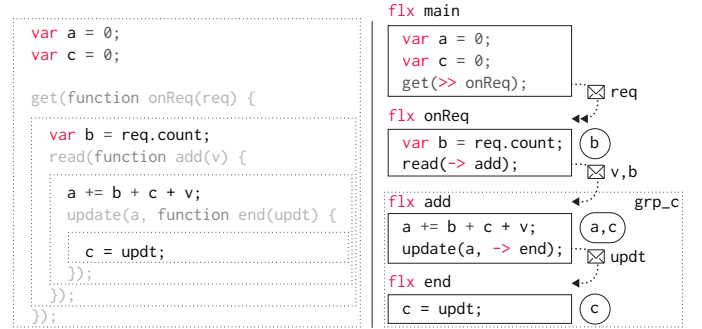 var a = 0;
var c = 0;
get(function onReq(req) {
var b = req.count;
read(function add(v) {
a += b + c + v;
update(a, function end(updt) {
c = updt;
});
});
});
flx main
var a = 0;
var c = 0;
get(>> onReq);
req
flx onReq
var b = req.count;
read(-> add);
b
v,b
flx add
grp_c
a += b + c + v;
update(a, -> end);
a,c
updt
flx end
c = updt;
c